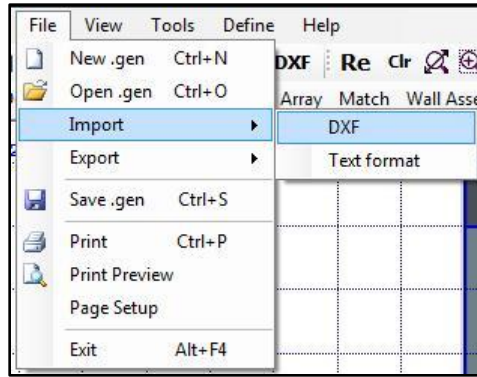 File View Tools Define Help
New .gen Ctrl+N
DXF Re Clr
Open .gen Ctrl+O
Array Match Wall
Import
DXF
Export
Text format
Save .gen Ctrl+S
Print Ctrl+P
Print Preview
Page Setup
Exit Alt+F4